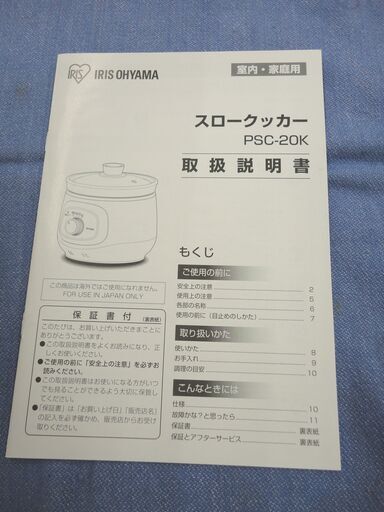 IRIS IRIS OHYAMA
室内・家庭用
スロークッカー
PSC-20K
取扱説明書
この商品は海外ではご使用になれません。
FOR USE IN JAPAN ONLY
保証書付(裏表紙)
このたびは、お買い上げいただきまことに
ありがとうございます。
●この取扱説明書をよくお読みになり、正
しくお使いください。
●ご使用の前に「安全上の注意」を必ずお
読みください。
●この取扱説明書はお使いになる方がいつ
でも見ることができるよう大切に保管し
てください。
●「保証書」は「お買い上げ日」「販売店名」
の記入を必ず確かめ、販売店からお受け
取りください。
もくじ
ご使用の前に
安全上の注意 2
使用上の注意 5
各部の名称 6
使用の前に(目止めのしかた) 7
取り扱いかた
使いかた 8
お手入れ 9
調理の目安 10
こんなときには
仕様 10
故障かな?と思ったら 11
保証書 裏表紙
保証とアフターサービス 裏表紙